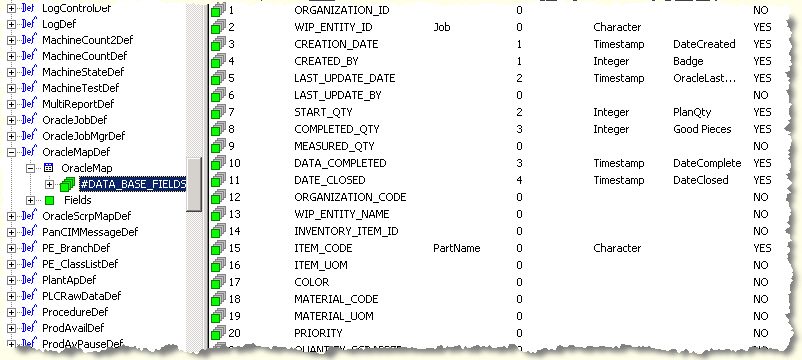 LogControlDef
LogDef
MachineCount2Def
MachineCountDef
MachineStateDef
MachineTestDef
MultiReportDef
OracleJobDef
OracleJobMgrDef
OracleMapDef
OracleMap
#DATA_BASE_FIELDS
Fields
OracleScrpMapDef
PanCIMMessageDef
PE_BranchDef
PE_ClassListDef
PlantApDef
PLCRawDataDef
ProcedureDef
ProdAvailDef
ProdAvPauseDef
1 ORGANIZATION_ID 0 NO
2 WIP_ENTITY_ID Job 0 Character YES
3 CREATION_DATE 1 Timestamp DateCreated YES
4 CREATED_BY 1 Integer Badge YES
5 LAST_UPDATE_DATE 2 Timestamp OracleLast... YES
6 LAST_UPDATE_BY 0 NO
7 START_QTY 2 Integer PlanQty YES
8 COMPLETED_QTY 3 Integer Good Pieces YES
9 MEASURED_QTY 0 NO
10 DATA_COMPLETED 3 Timestamp DateComplete YES
11 DATE_CLOSED 4 Timestamp DateClosed YES
12 ORGANIZATION_CODE 0 NO
13 WIP_ENTITY_NAME 0 NO
14 INVENTORY_ITEM_ID 0 NO
15 ITEM_CODE PartName 0 Character YES
16 ITEM_UOM 0 NO
17 COLOR 0 NO
18 MATERIAL_CODE 0 NO
19 MATERIAL_UOM 0 NO
20 PRIORITY 0 NO